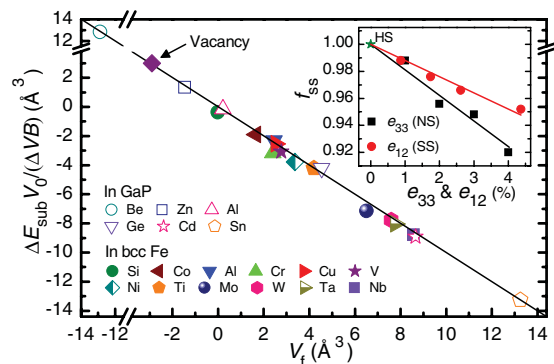 Vacancy
ΔE_sub V_0/(ΔVB) (Å^3)
14
12
4
2
0
-2
-4
-6
-8
-10
-12
-14
In GaP
Be Zn Al
Ge Cd Sn
In bcc Fe
Si Co Al Cr Cu V
Ni Ti Mo W Ta Nb
-14 -12 -2 0 2 4 6 8 10 12 14
V_f (Å^3)
HS
f_ss
1.00
0.98
0.96
0.94
0.92
e_33 (NS)
e_12 (SS)
0 1 2 3 4
e_33 & e_12 (%)